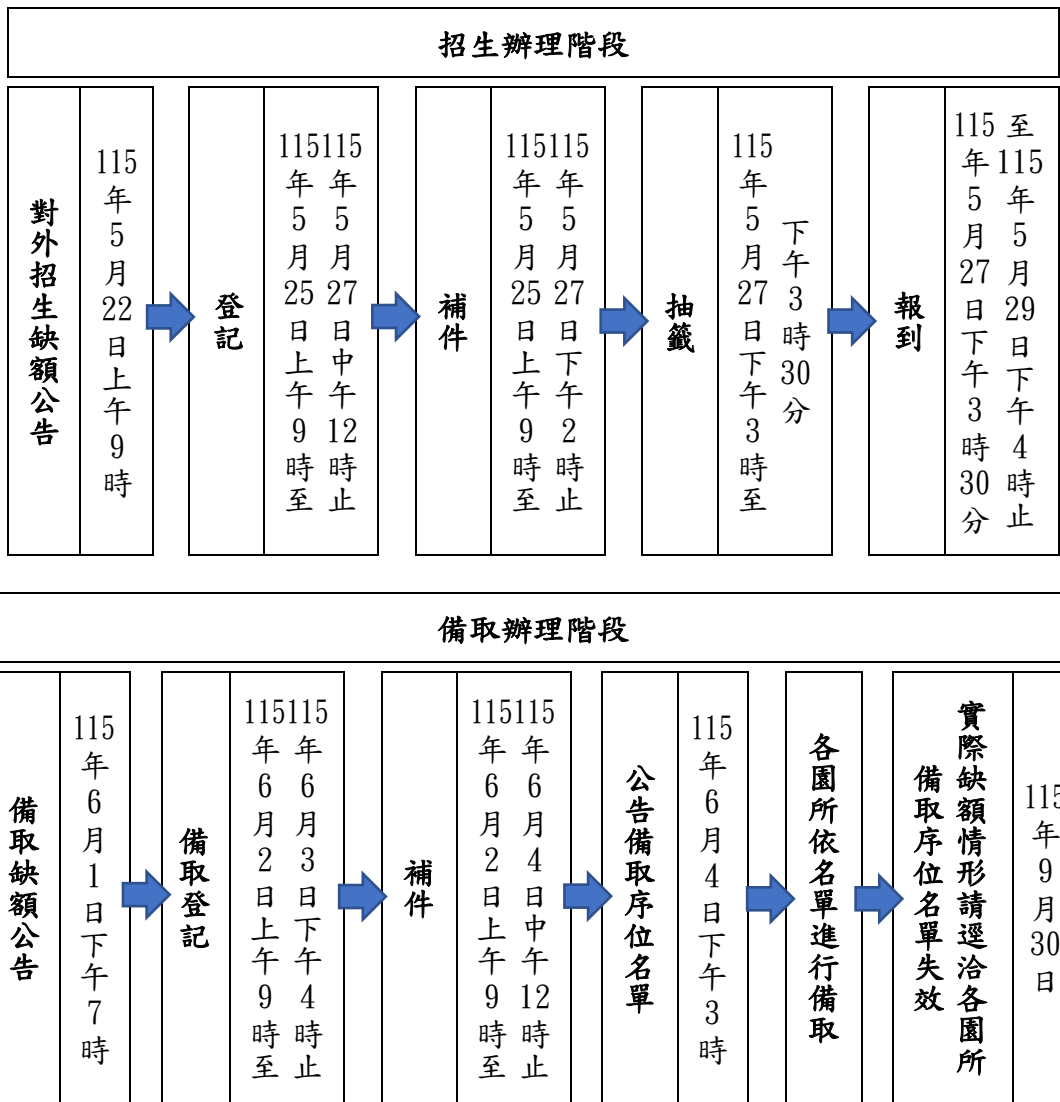 招生辦理階段
對外招生缺額公告
115年5月22日上午9時
登記
115年5月25日上午9時至
115年5月27日中午12時止
補件
115年5月25日上午9時至
115年5月27日下午2時止
抽籤
115年5月27日下午3時至
下午3時30分
報到
115年5月27日下午3時30分
至115年5月29日下午4時止
備取辦理階段
備取缺額公告
115年6月1日下午7時
備取登記
115年6月2日上午9時至
115年6月3日下午4時止
補件
115年6月2日上午9時至
115年6月4日中午12時止
公告備取序位名單
115年6月4日下午3時
各園所依名單進行備取
備取序位名單失效
實際缺額情形請逕洽各園所
115年9月30日